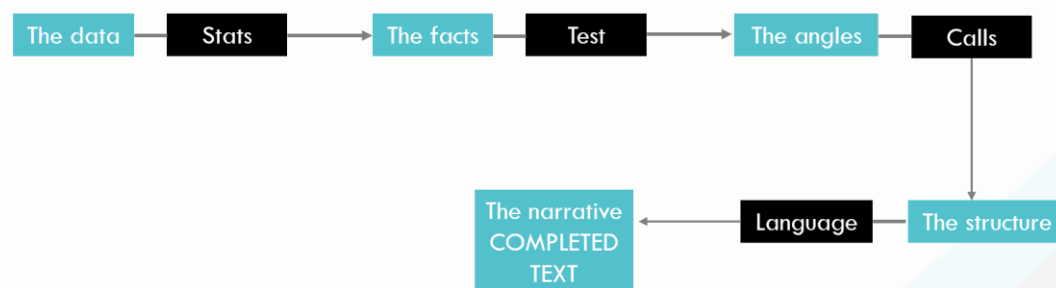 The data
Stats
The facts
Test
The angles
Calls
The structure
Language
The narrative
COMPLETED
TEXT